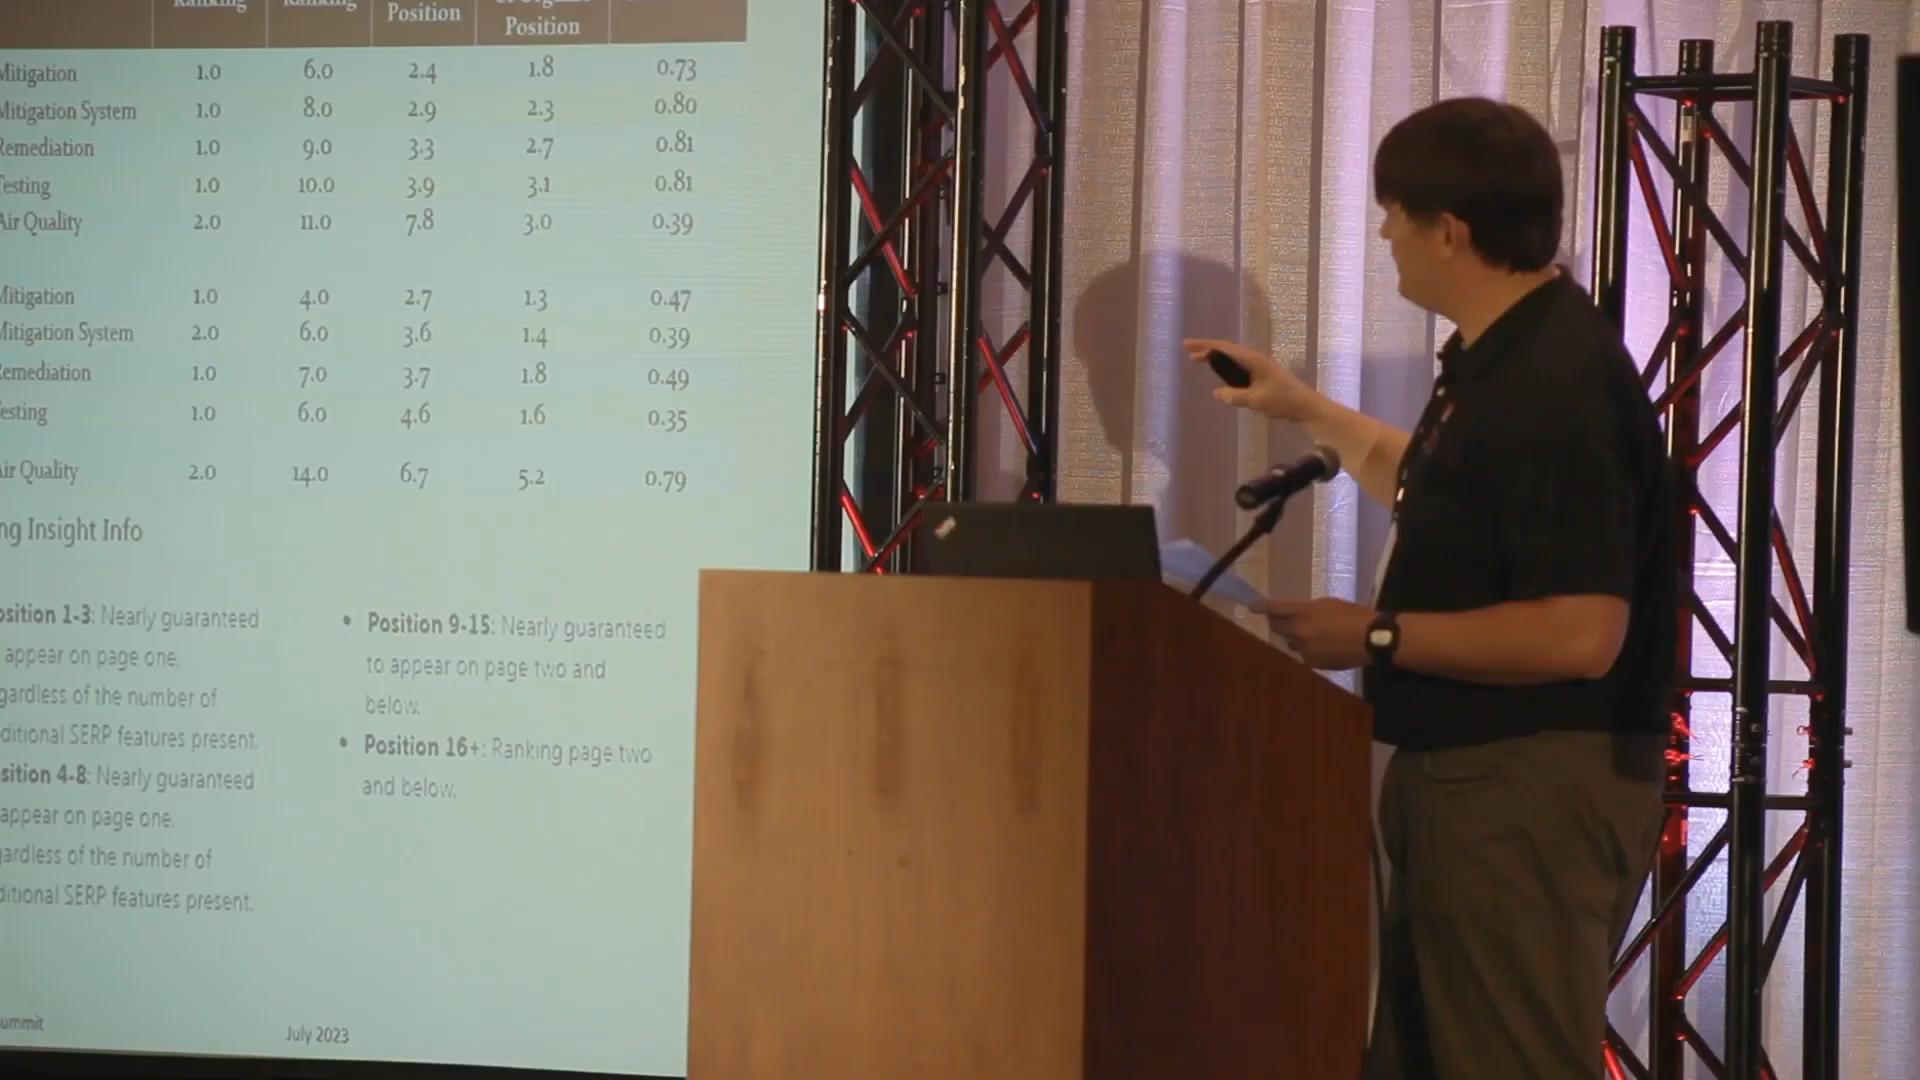 Ranking Ranking Position Position
Mitigation 1.0 6.0 2.4 1.8 0.73
Mitigation System 1.0 8.0 2.9 2.3 0.80
Remediation 1.0 9.0 3.3 2.7 0.81
Testing 1.0 10.0 3.9 3.1 0.81
Air Quality 2.0 11.0 7.8 3.0 0.39
Mitigation 1.0 4.0 2.7 1.3 0.47
Mitigation System 2.0 6.0 3.6 1.4 0.39
Remediation 1.0 7.0 3.7 1.8 0.49
Testing 1.0 6.0 4.6 1.6 0.35
Air Quality 2.0 14.0 6.7 5.2 0.79
ng Insight Info
osition 1-3: Nearly guaranteed
appear on page one,
gardless of the number of
ditional SERP features present.
sition 4-8: Nearly guaranteed
appear on page one.
gardless of the number of
ditional SERP features present.
• Position 9-15: Nearly guaranteed
to appear on page two and
below.
• Position 16+: Ranking page two
and below.
ummit
July 2023